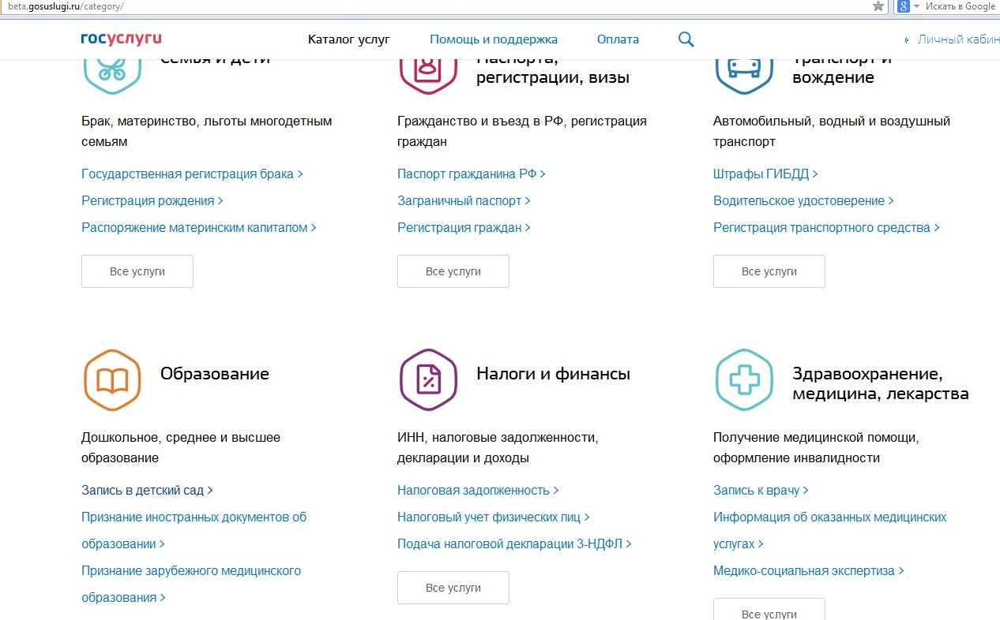 beta.gosuslugi.ru/category/
Искать в Google
госуслуги
Каталог услуг
Помощь и поддержка
Оплата
Личный кабин
Семья и дети
Паспорта,
регистрации, визы
Транспорт и
вождение
Брак, материнство, льготы многодетным
семьям
Гражданство и въезд в РФ, регистрация
граждан
Автомобильный, водный и воздушный
транспорт
Государственная регистрация брака >
Регистрация рождения >
Распоряжение материнским капиталом >
Паспорт гражданина РФ >
Заграничный паспорт >
Регистрация граждан >
Штрафы ГИБДД >
Водительское удостоверение >
Регистрация транспортного средства >
Все услуги
Все услуги
Все услуги
Образование
Налоги и финансы
Здравоохранение,
медицина, лекарства
Дошкольное, среднее и высшее
образование
ИНН, налоговые задолженности,
декларации и доходы
Получение медицинской помощи,
оформление инвалидности
Запись в детский сад >
Признание иностранных документов об
образовании >
Признание зарубежного медицинского
образования >
Налоговая задолженность >
Налоговый учет физических лиц >
Подача налоговой декларации 3-НДФЛ >
Запись к врачу >
Информация об оказанных медицинских
услугах >
Медико-социальная экспертиза >
Все услуги
Все услуги